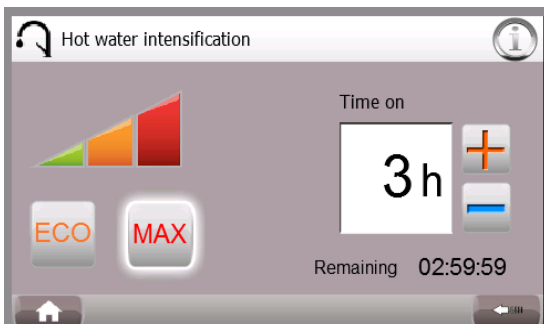 Hot water intensification
i
Time on
3 h
ECO
MAX
Remaining 02:59:59